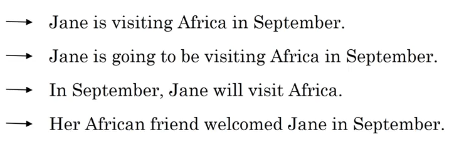 → Jane is visiting Africa in September.
→ Jane is going to be visiting Africa in September.
→ In September, Jane will visit Africa.
→ Her African friend welcomed Jane in September.